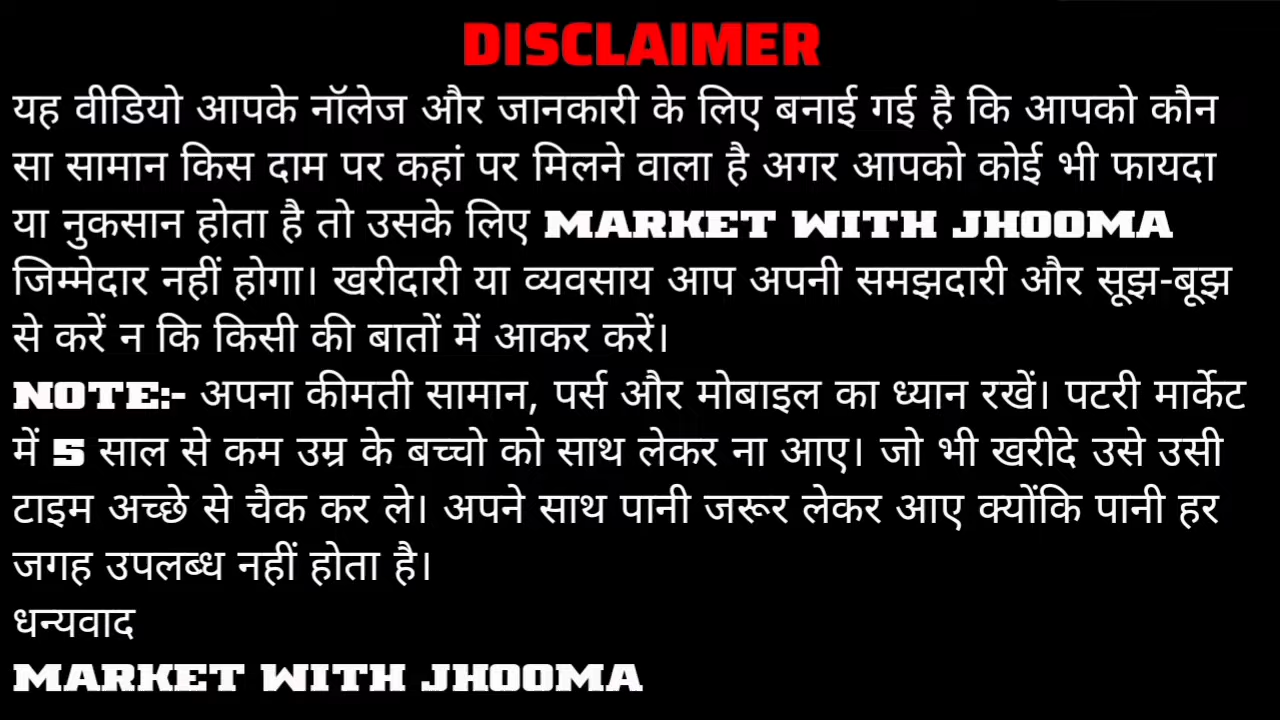 DISCLAIMER
यह वीडियो आपके नॉलेज और जानकारी के लिए बनाई गई है कि आपको कौन
सा सामान किस दाम पर कहां पर मिलने वाला है अगर आपको कोई भी फायदा
या नुकसान होता है तो उसके लिए MARKET WITH JHOOMA
जिम्मेदार नहीं होगा। खरीदारी या व्यवसाय आप अपनी समझदारी और सूझ-बूझ
से करें न कि किसी की बातों में आकर करें।
NOTE:- अपना कीमती सामान, पर्स और मोबाइल का ध्यान रखें। पटरी मार्केट
में 5 साल से कम उम्र के बच्चो को साथ लेकर ना आए। जो भी खरीदे उसे उसी
टाइम अच्छे से चैक कर ले। अपने साथ पानी जरूर लेकर आए क्योंकि पानी हर
जगह उपलब्ध नहीं होता है।
धन्यवाद
MARKET WITH JHOOMA